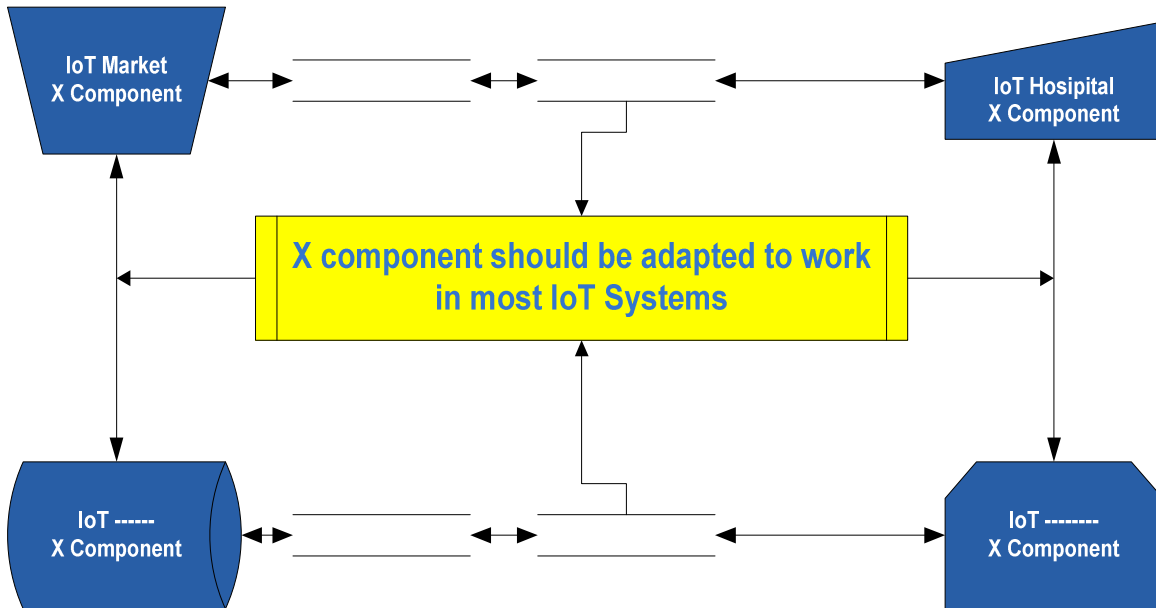 IoT Market
X Component
IoT Hosipital
X Component
X component should be adapted to work
in most IoT Systems
IoT ------
X Component
IoT --------
X Component